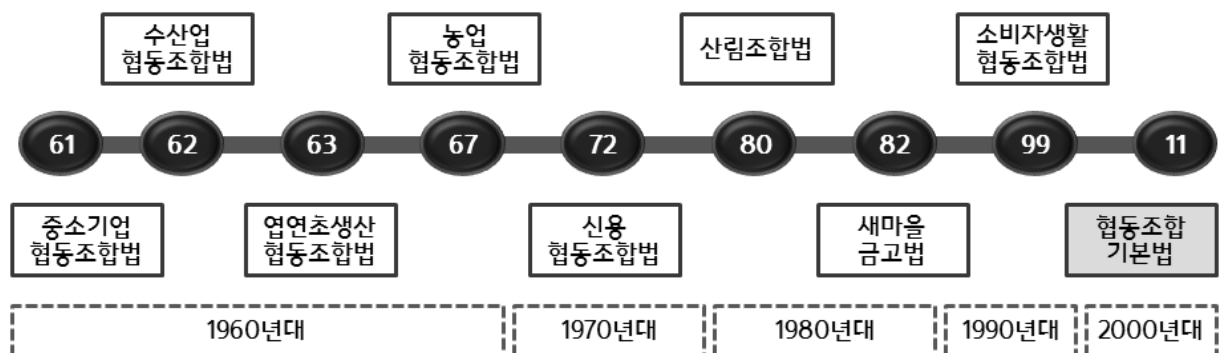 수산업
협동조합법
농업
협동조합법
산림조합법
소비자생활
협동조합법
61
62
63
67
72
80
82
99
11
중소기업
협동조합법
엽연초생산
협동조합법
신용
협동조합법
새마을
금고법
협동조합
기본법
1960년대
1970년대
1980년대
1990년대
2000년대